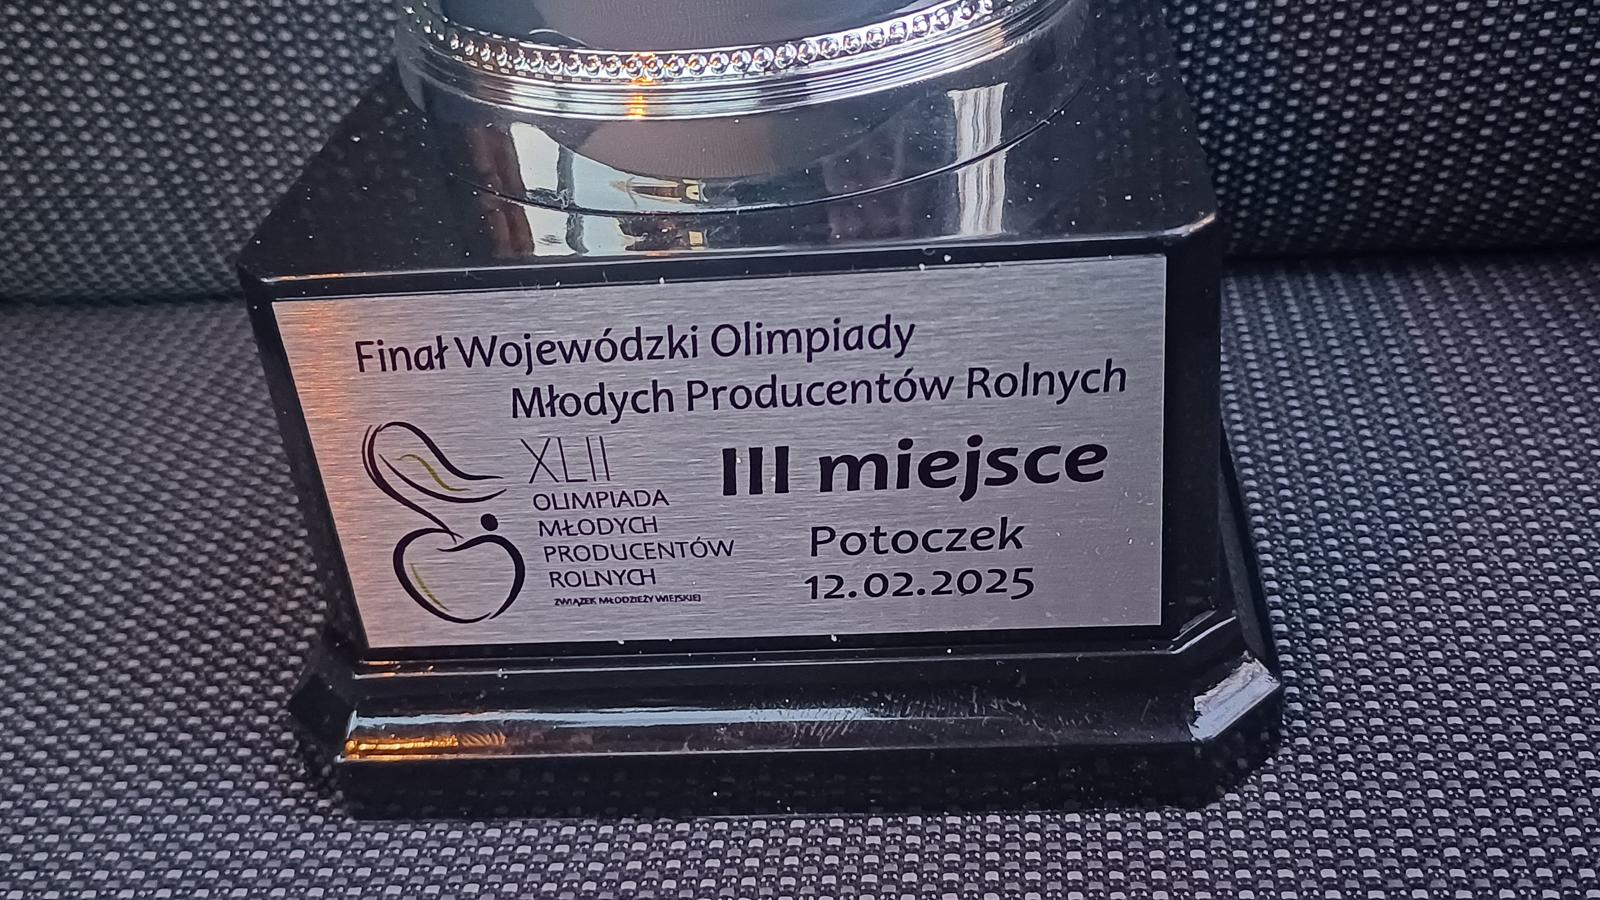 Finał Wojewódzki Olimpiady
Młodych Producentów Rolnych
XLII
OLIMPIADA
MŁODYCH
PRODUCENTÓW
ROLNYCH
ZWIĄZEK MŁODZIEŻY WIEJSKIEJ
III miejsce
Potoczek
12.02.2025